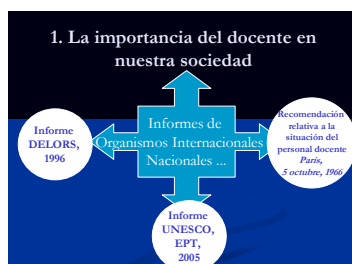 1. La importancia del docente en
nuestra sociedad
Informes de
Organismos Internacionales
Nacionales ...
Informe
DELORS,
1996
Recomendación
relativa a la
situación del
personal docente
París,
5 octubre, 1966
Informe
UNESCO,
EPT,
2005